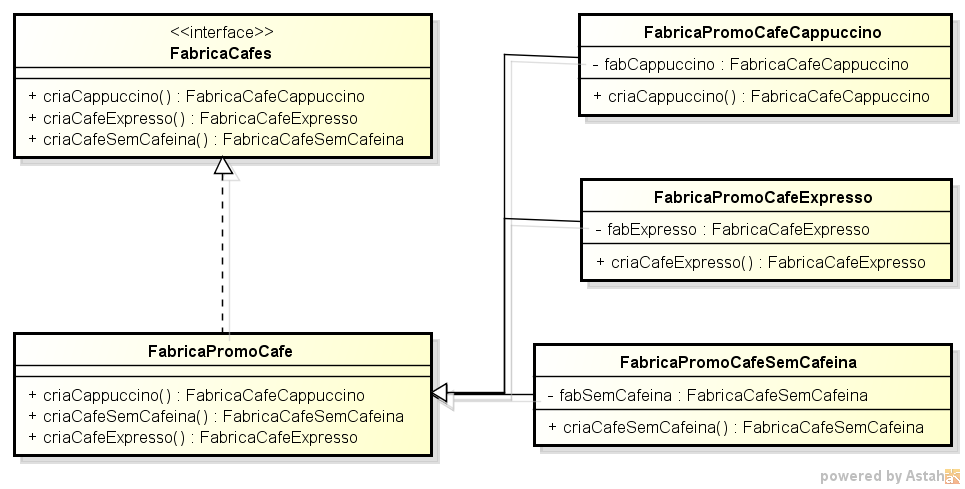 <<interface>>
FabricaCafes
+ criaCappuccino() : FabricaCafeCappuccino
+ criaCafeExpresso() : FabricaCafeExpresso
+ criaCafeSemCafeina() : FabricaCafeSemCafeina
FabricaPromoCafe
+ criaCappuccino() : FabricaCafeCappuccino
+ criaCafeSemCafeina() : FabricaCafeSemCafeina
+ criaCafeExpresso() : FabricaCafeExpresso
FabricaPromoCafeCappuccino
- fabCappuccino : FabricaCafeCappuccino
+ criaCappuccino() : FabricaCafeCappuccino
FabricaPromoCafeExpresso
- fabExpresso : FabricaCafeExpresso
+ criaCafeExpresso() : FabricaCafeExpresso
FabricaPromoCafeSemCafeina
- fabSemCafeina : FabricaCafeSemCafeina
+ criaCafeSemCafeina() : FabricaCafeSemCafeina
powered by Astah